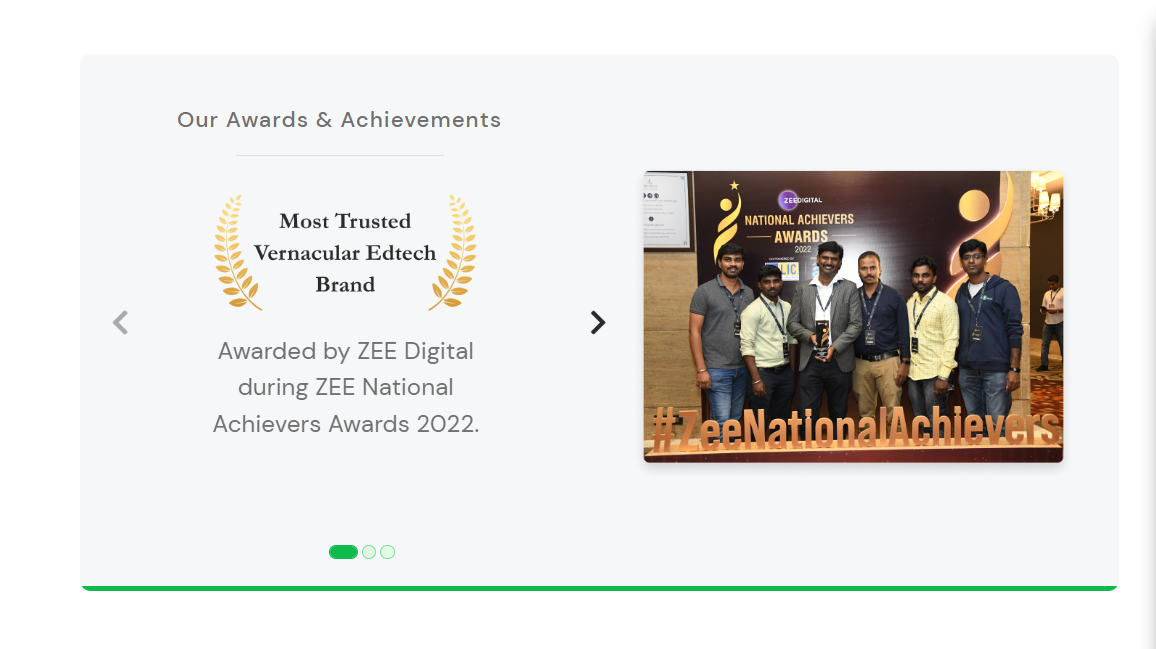 Our Awards & Achievements
Most Trusted
Vernacular Edtech
Brand
Awarded by ZEE Digital
during ZEE National
Achievers Awards 2022.
ZEEDIGITAL
NATIONAL ACHIEVERS
AWARDS
2022
LIC
#ZeeNationalAchievers